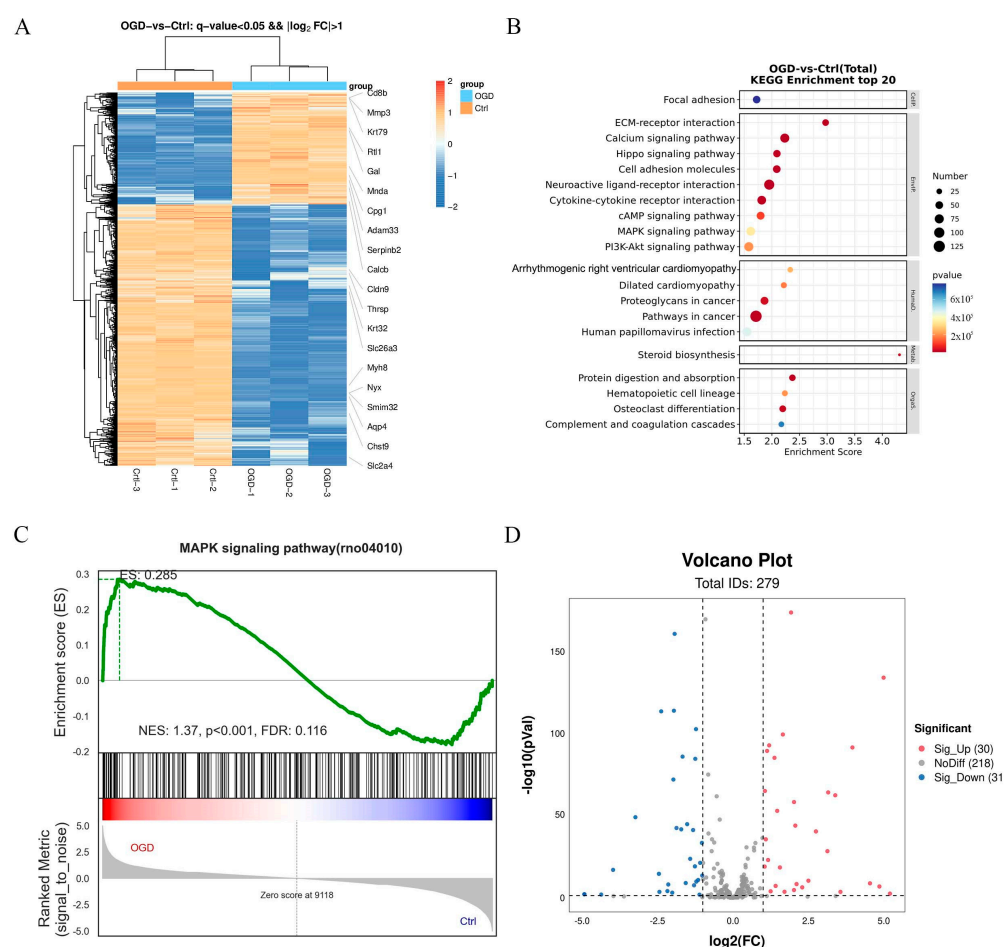 A
OGD-vs-Ctrl: q-value<0.05 && |log2 FC|>1
group
2
1
0
−1
−2
group
OGD
Ctrl
Cd8b
Mmp3
Krt79
Rtl1
Gal
Mnda
Cpg1
Adam33
Serpinb2
Calcb
Cldn9
Thrsp
Krt32
Slc26a3
Myh8
Nyx
Smim32
Aqp4
Chst9
Slc2a4
Crtl-3
Crtl-1
Crtl-2
OGD-1
OGD-2
OGD-3
B
OGD-vs-Ctrl(Total)
KEGG Enrichment top 20
Focal adhesion
ECM-receptor interaction
Calcium signaling pathway
Hippo signaling pathway
Cell adhesion molecules
Neuroactive ligand-receptor interaction
Cytokine-cytokine receptor interaction
cAMP signaling pathway
MAPK signaling pathway
PI3K-Akt signaling pathway
Arrhythmogenic right ventricular cardiomyopathy
Dilated cardiomyopathy
Proteoglycans in cancer
Pathways in cancer
Human papillomavirus infection
Steroid biosynthesis
Protein digestion and absorption
Hematopoietic cell lineage
Osteoclast differentiation
Complement and coagulation cascades
CellP.
EnvP.
HumaD.
Metab.
OrgaS.
1.5 2.0 2.5 3.0 3.5 4.0
Enrichment Score
Number
25
50
75
100
125
pvalue
C
MAPK signaling pathway(rno04010)
ES: 0.285
0.3
0.2
0.1
0.0
-0.1
-0.2
Enrichment score (ES)
NES: 1.37, p<0.001, FDR: 0.116
5.0
2.5
0.0
-2.5
-5.0
Ranked Metric
(signal_to_noise)
OGD
Zero score at 9118
Ctrl
D
Volcano Plot
Total IDs: 279
150
100
50
0
-log10(pVal)
-5.0 -2.5 0.0 2.5 5.0
log2(FC)
Significant
Sig_Up (30)
NoDiff (218)
Sig_Down (31